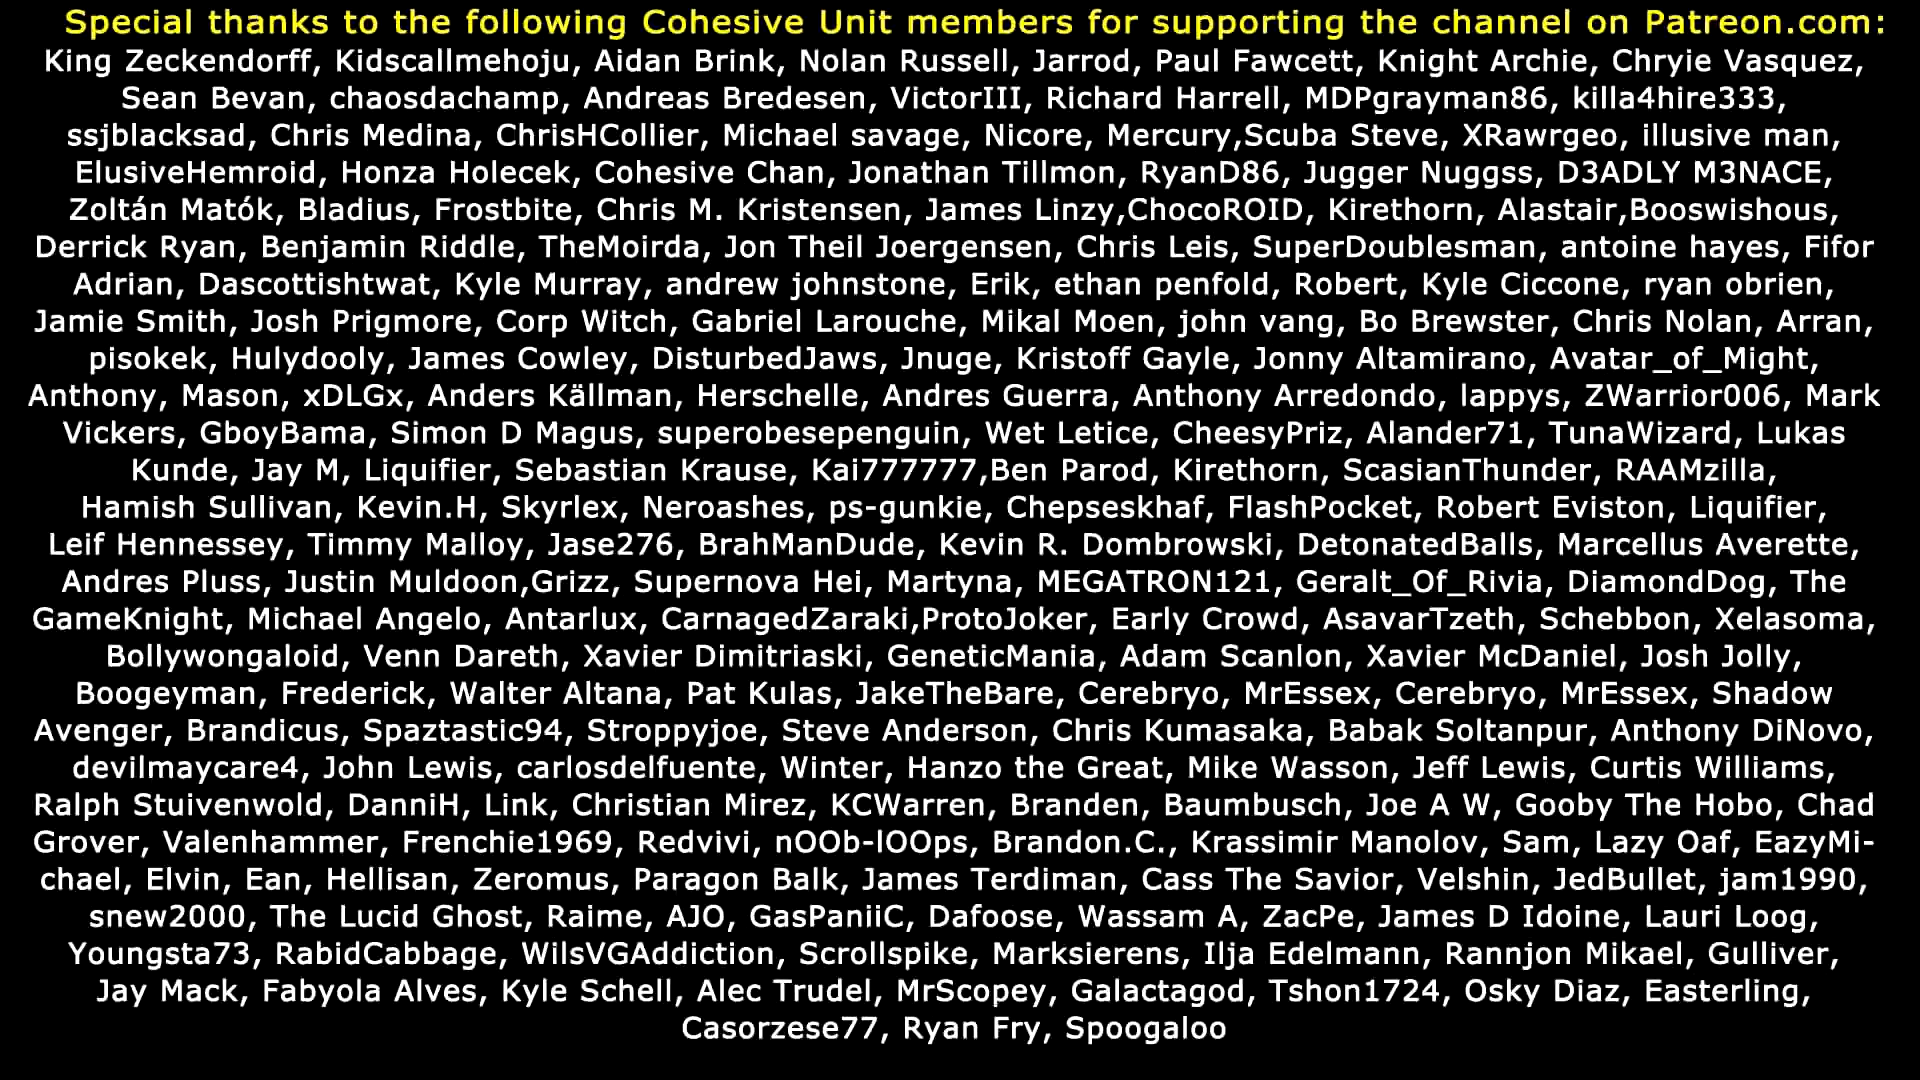 Special thanks to the following Cohesive Unit members for supporting the channel on Patreon.com:
King Zeckendorff, Kidscallmehoju, Aidan Brink, Nolan Russell, Jarrod, Paul Fawcett, Knight Archie, Chryie Vasquez,
Sean Bevan, chaosdachamp, Andreas Bredesen, VictorIII, Richard Harrell, MDPgrayman86, killa4hire333,
ssjblacksad, Chris Medina, ChrisHCollier, Michael savage, Nicore, Mercury,Scuba Steve, XRawrgeo, illusive man,
ElusiveHemroid, Honza Holecek, Cohesive Chan, Jonathan Tillmon, RyanD86, Jugger Nuggss, D3ADLY M3NACE,
Zoltán Matók, Bladius, Frostbite, Chris M. Kristensen, James Linzy,ChocoROID, Kirethorn, Alastair,Booswishous,
Derrick Ryan, Benjamin Riddle, TheMoirda, Jon Theil Joergensen, Chris Leis, SuperDoublesman, antoine hayes, Fifor
Adrian, Dascottishtwat, Kyle Murray, andrew johnstone, Erik, ethan penfold, Robert, Kyle Ciccone, ryan obrien,
Jamie Smith, Josh Prigmore, Corp Witch, Gabriel Larouche, Mikal Moen, john vang, Bo Brewster, Chris Nolan, Arran,
pisokek, Hulydooly, James Cowley, DisturbedJaws, Jnuge, Kristoff Gayle, Jonny Altamirano, Avatar_of_Might,
Anthony, Mason, xDLGx, Anders Källman, Herschelle, Andres Guerra, Anthony Arredondo, lappys, ZWarrior006, Mark
Vickers, GboyBama, Simon D Magus, superobesepenguin, Wet Letice, CheesyPriz, Alander71, TunaWizard, Lukas
Kunde, Jay M, Liquifier, Sebastian Krause, Kai777777,Ben Parod, Kirethorn, ScasianThunder, RAAMzilla,
Hamish Sullivan, Kevin.H, Skyrlex, Neroashes, ps-gunkie, Chepseskhaf, FlashPocket, Robert Eviston, Liquifier,
Leif Hennessey, Timmy Malloy, Jase276, BrahManDude, Kevin R. Dombrowski, DetonatedBalls, Marcellus Averette,
Andres Pluss, Justin Muldoon,Grizz, Supernova Hei, Martyna, MEGATRON121, Geralt_Of_Rivia, DiamondDog, The
GameKnight, Michael Angelo, Antarlux, CarnagedZaraki,ProtoJoker, Early Crowd, AsavarTzeth, Schebbon, Xelasoma,
Bollywongaloid, Venn Dareth, Xavier Dimitriaski, GeneticMania, Adam Scanlon, Xavier McDaniel, Josh Jolly,
Boogeyman, Frederick, Walter Altana, Pat Kulas, JakeTheBare, Cerebryo, MrEssex, Cerebryo, MrEssex, Shadow
Avenger, Brandicus, Spaztastic94, Stroppyjoe, Steve Anderson, Chris Kumasaka, Babak Soltanpur, Anthony DiNovo,
devilmaycare4, John Lewis, carlosdelfuente, Winter, Hanzo the Great, Mike Wasson, Jeff Lewis, Curtis Williams,
Ralph Stuivenwold, DanniH, Link, Christian Mirez, KCWarren, Branden, Baumbusch, Joe A W, Gooby The Hobo, Chad
Grover, Valenhammer, Frenchie1969, Redvivi, nOOb-lOOps, Brandon.C., Krassimir Manolov, Sam, Lazy Oaf, EazyMi-
chael, Elvin, Ean, Hellisan, Zeromus, Paragon Balk, James Terdiman, Cass The Savior, Velshin, JedBullet, jam1990,
snew2000, The Lucid Ghost, Raime, AJO, GasPaniiC, Dafoose, Wassam A, ZacPe, James D Idoine, Lauri Loog,
Youngsta73, RabidCabbage, WilsVGAddiction, Scrollspike, Marksierens, Ilja Edelmann, Rannjon Mikael, Gulliver,
Jay Mack, Fabyola Alves, Kyle Schell, Alec Trudel, MrScopey, Galactagod, Tshon1724, Osky Diaz, Easterling,
Casorzese77, Ryan Fry, Spoogaloo